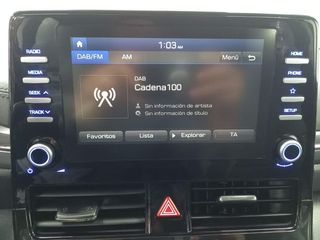 1:03 AM
DAB/FM AM Menú
DAB
Cadena100
Sin información de artista
Sin información de título
Favoritos Lista Explorar TA
RADIO
MEDIA
SEEK
TRACK
HOME
PHONE
SETUP